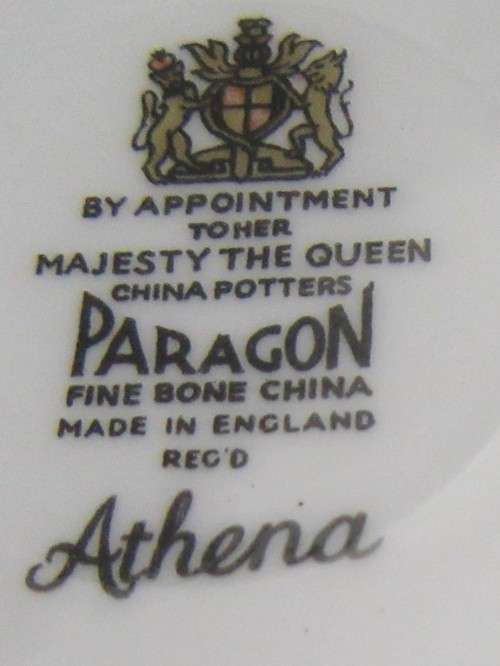 BY APPOINTMENT
TO HER
MAJESTY THE QUEEN
CHINA POTTERS
PARAGON
FINE BONE CHINA
MADE IN ENGLAND
REG'D
Athena